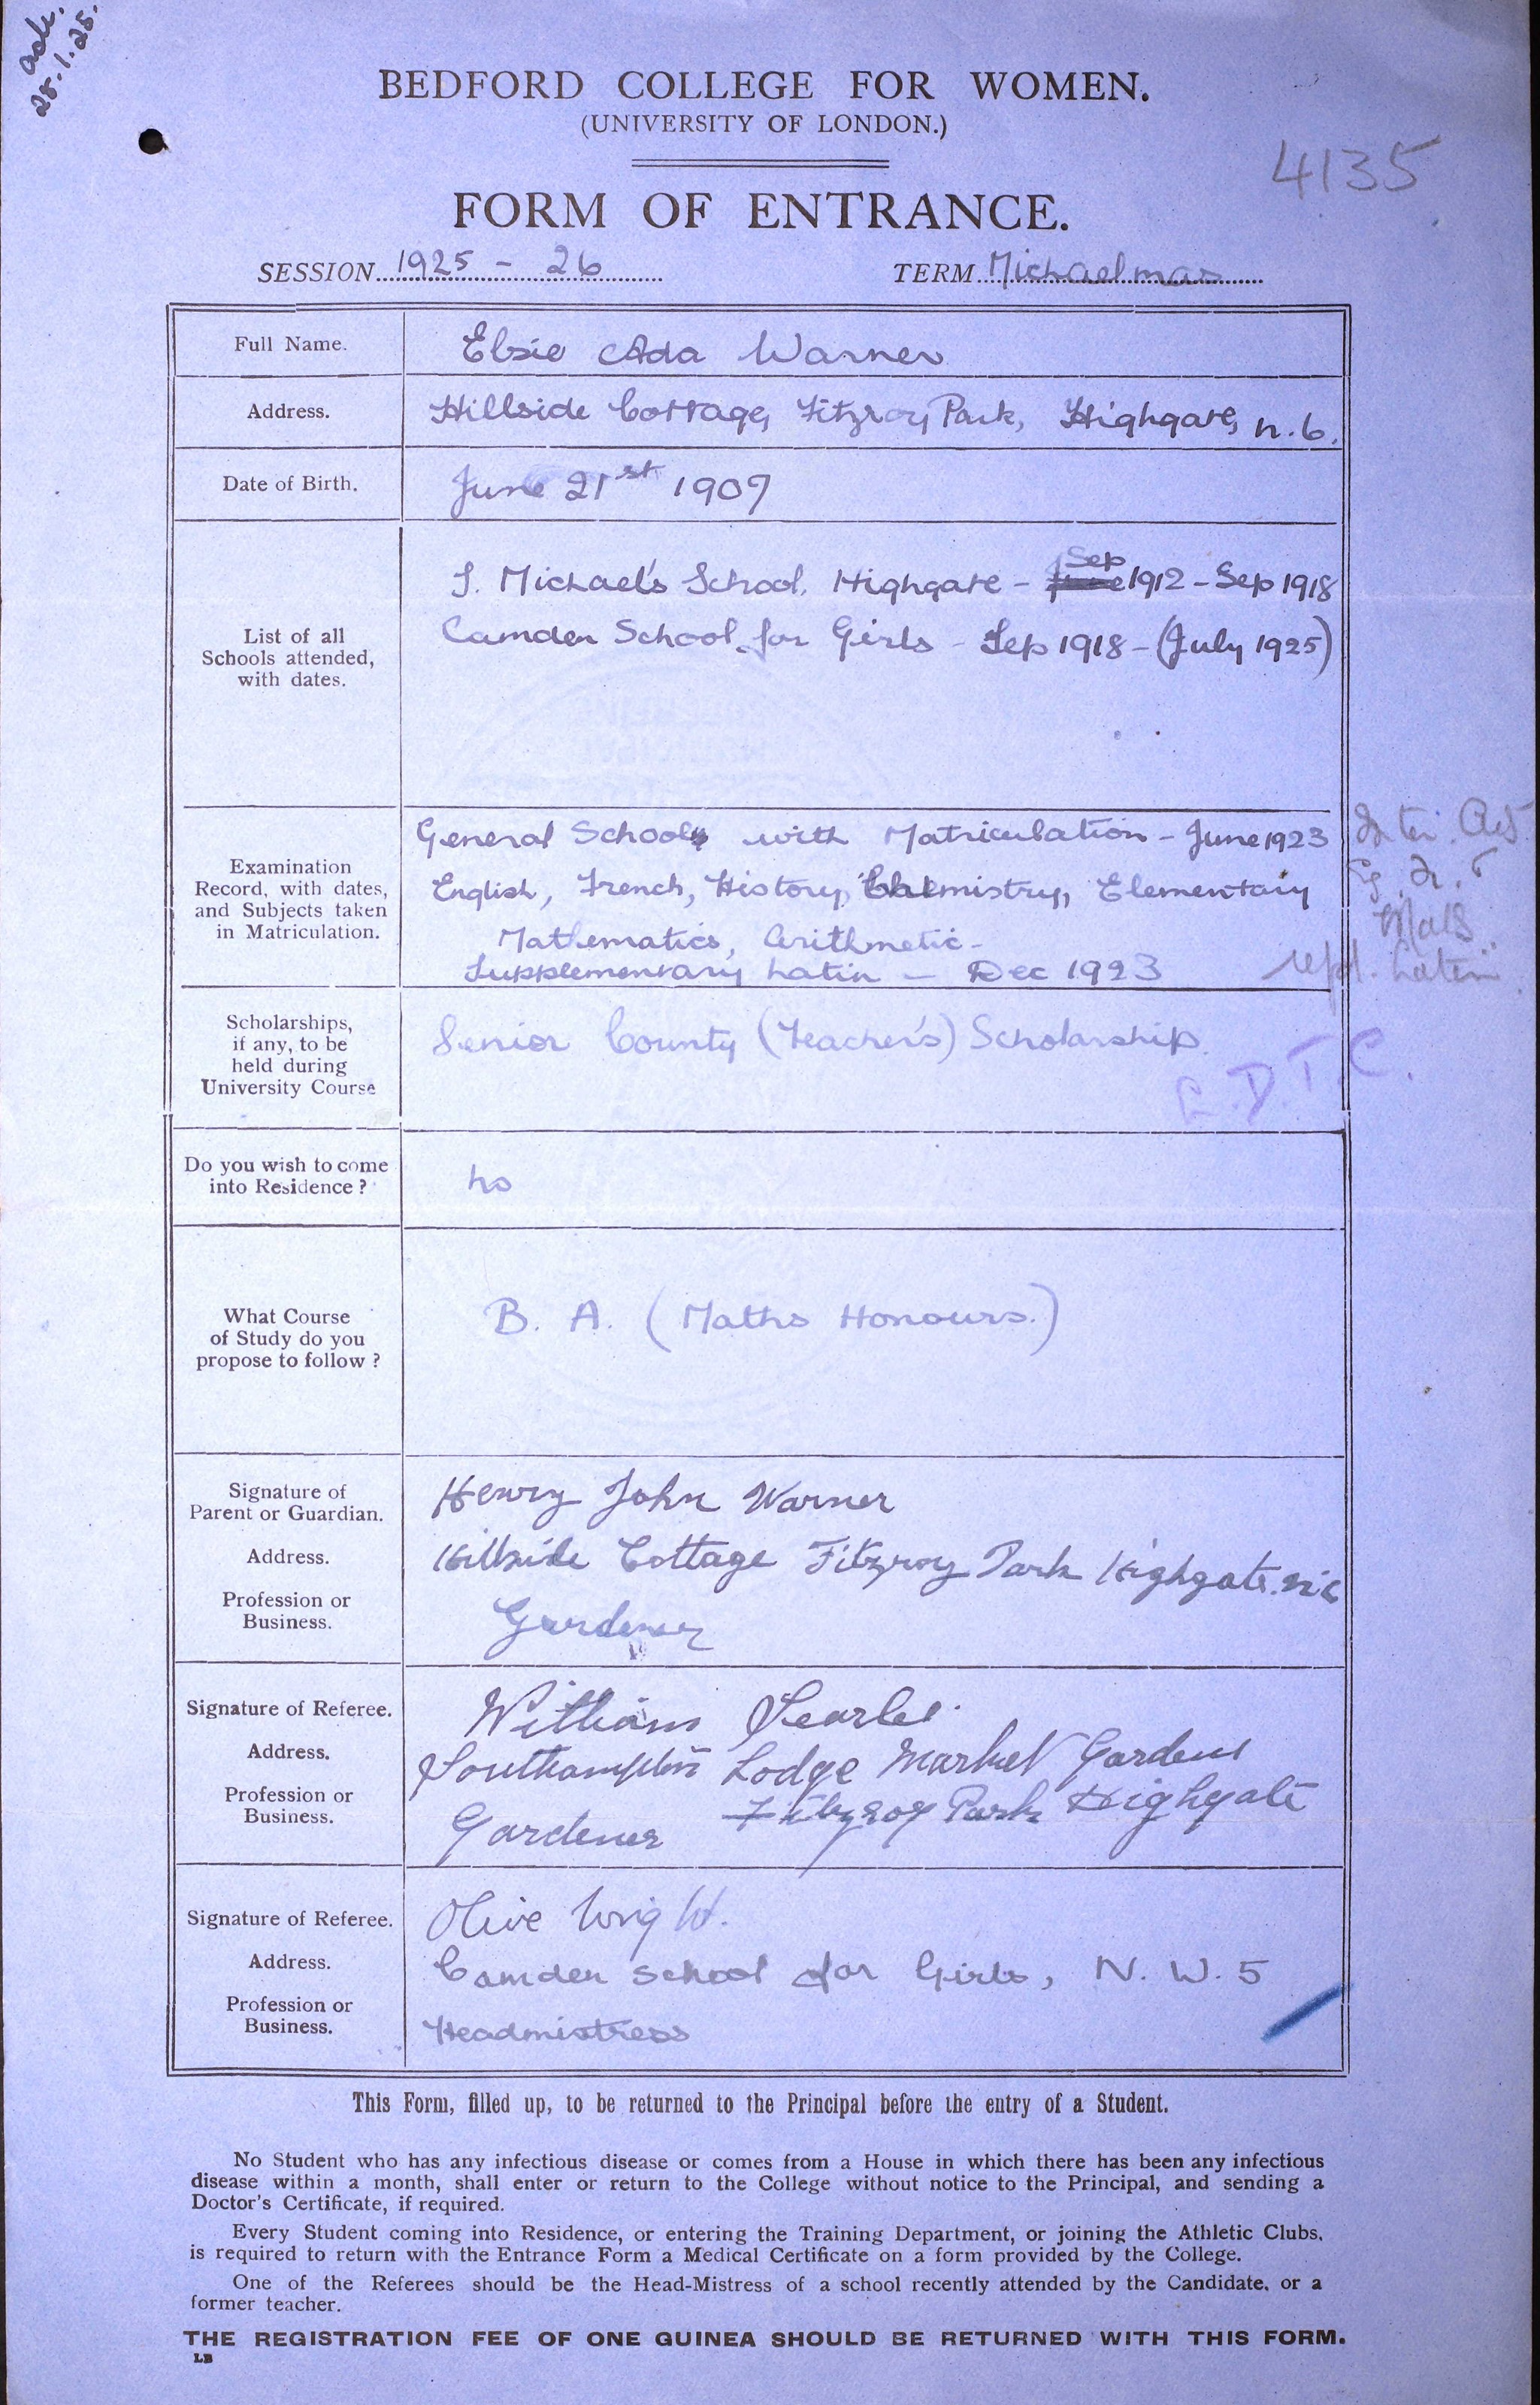 ack.
28.1.25.
BEDFORD COLLEGE FOR WOMEN.
(UNIVERSITY OF LONDON.)
4135
FORM OF ENTRANCE.
SESSION 1925 - 26 TERM Michaelmas
Full Name. Elsie Ada Warner
Address. Hillside Cottage, Fitzroy Park, Highgate, N.6.
Date of Birth. June 21st 1907
List of all
Schools attended,
with dates.
Sep
S. Michael's School, Highgate - June 1912 - Sep 1918
Camden School for Girls - Sep 1918 - (July 1925)
Examination
Record, with dates,
and Subjects taken
in Matriculation.
General Schools with Matriculation - June 1923
English, French, History, Chemistry, Elementary
Mathematics, Arithmetic -
Supplementary Latin - Dec 1923
Inter. Arts
Maths
Latin
Scholarships,
if any, to be
held during
University Course
Senior County (Teacher's) Scholarship.
L.D.T.C.
Do you wish to come
into Residence ?
No
What Course
of Study do you
propose to follow ?
B. A. (Maths Honours.)
Signature of
Parent or Guardian.
Henry John Warner
Address. Hillside Cottage Fitzroy Park Highgate. N 6
Profession or
Business.
Gardener
Signature of Referee. William Searle.
Address. Southampton Lodge Market Gardens
Fitzroy Park Highgate
Profession or
Business.
Gardener
Signature of Referee. Olive Wright.
Address. Camden School for Girls, N. W. 5
Profession or
Business.
Headmistress
This Form, filled up, to be returned to the Principal before the entry of a Student.
No Student who has any infectious disease or comes from a House in which there has been any infectious
disease within a month, shall enter or return to the College without notice to the Principal, and sending a
Doctor's Certificate, if required.
Every Student coming into Residence, or entering the Training Department, or joining the Athletic Clubs,
is required to return with the Entrance Form a Medical Certificate on a form provided by the College.
One of the Referees should be the Head-Mistress of a school recently attended by the Candidate, or a
former teacher.
THE REGISTRATION FEE OF ONE GUINEA SHOULD BE RETURNED WITH THIS FORM.
LB